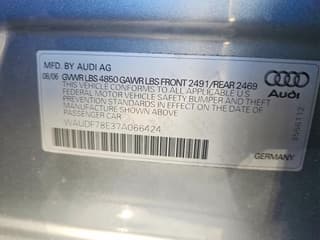 MFD. BY AUDI AG
08/06 GVWR LBS 4850 GAWR LBS FRONT 2491/REAR 2469
THIS VEHICLE CONFORMS TO ALL APPLICABLE U.S.
FEDERAL MOTOR VEHICLE SAFETY BUMPER AND THEFT
PREVENTION STANDARDS IN EFFECT ON THE DATE OF
MANUFACTURE SHOWN ABOVE
PASSENGER CAR
WAUDF78E37A066424
Audi
GERMANY